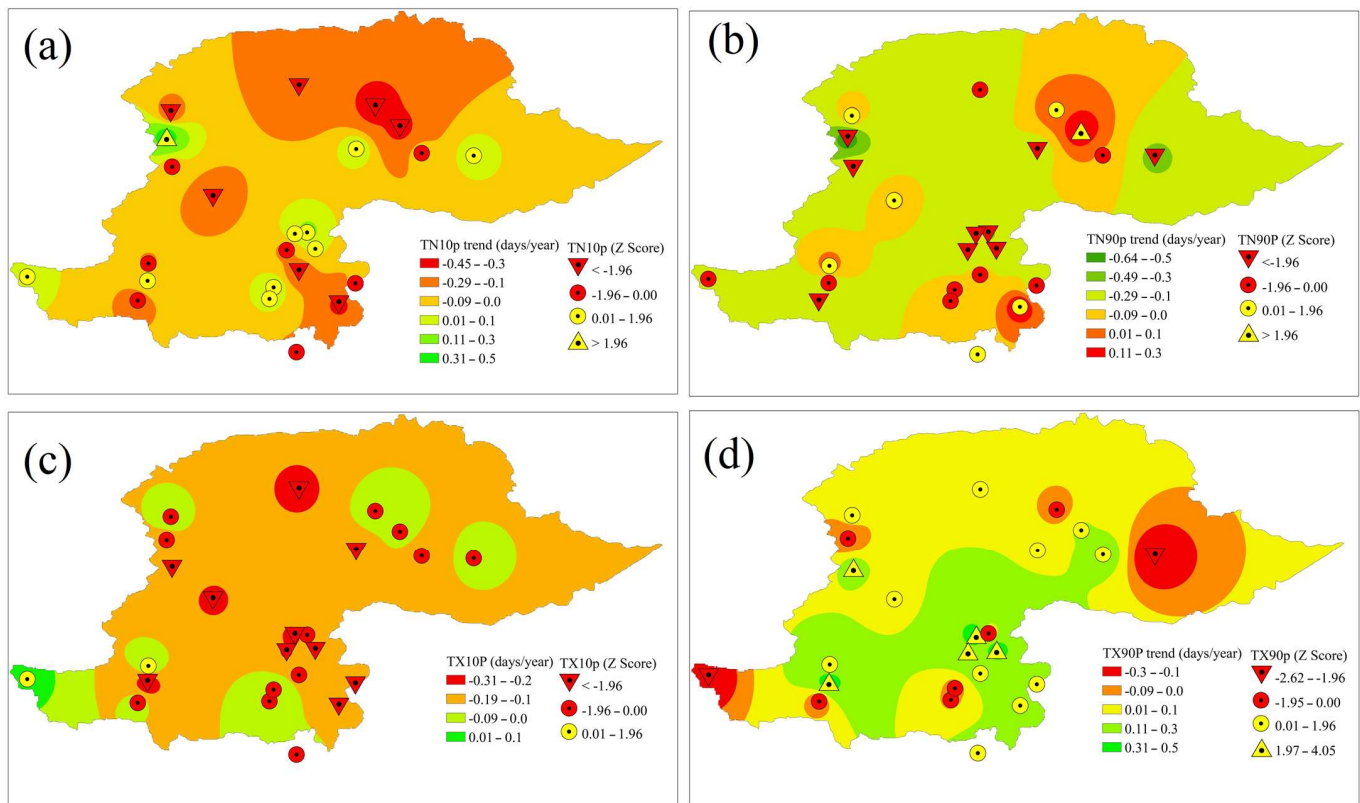 (a)
TN10p trend (days/year)
-0.45 – -0.3
-0.29 – -0.1
-0.09 – 0.0
0.01 – 0.1
0.11 – 0.3
0.31 – 0.5
TN10p (Z Score)
< -1.96
-1.96 – 0.00
0.01 – 1.96
> 1.96
(b)
TN90p trend (days/year)
-0.64 – -0.5
-0.49 – -0.3
-0.29 – -0.1
-0.09 – 0.0
0.01 – 0.1
0.11 – 0.3
TN90P (Z Score)
<-1.96
-1.96 – 0.00
0.01 – 1.96
> 1.96
(c)
TX10P (days/year)
-0.31 – -0.2
-0.19 – -0.1
-0.09 – 0.0
0.01 – 0.1
TX10p (Z Score)
< -1.96
-1.96 – 0.00
0.01 – 1.96
(d)
TX90P trend (days/year)
-0.3 – -0.1
-0.09 – 0.0
0.01 – 0.1
0.11 – 0.3
0.31 – 0.5
TX90p (Z Score)
-2.62 – -1.96
-1.95 – 0.00
0.01 – 1.96
1.97 – 4.05